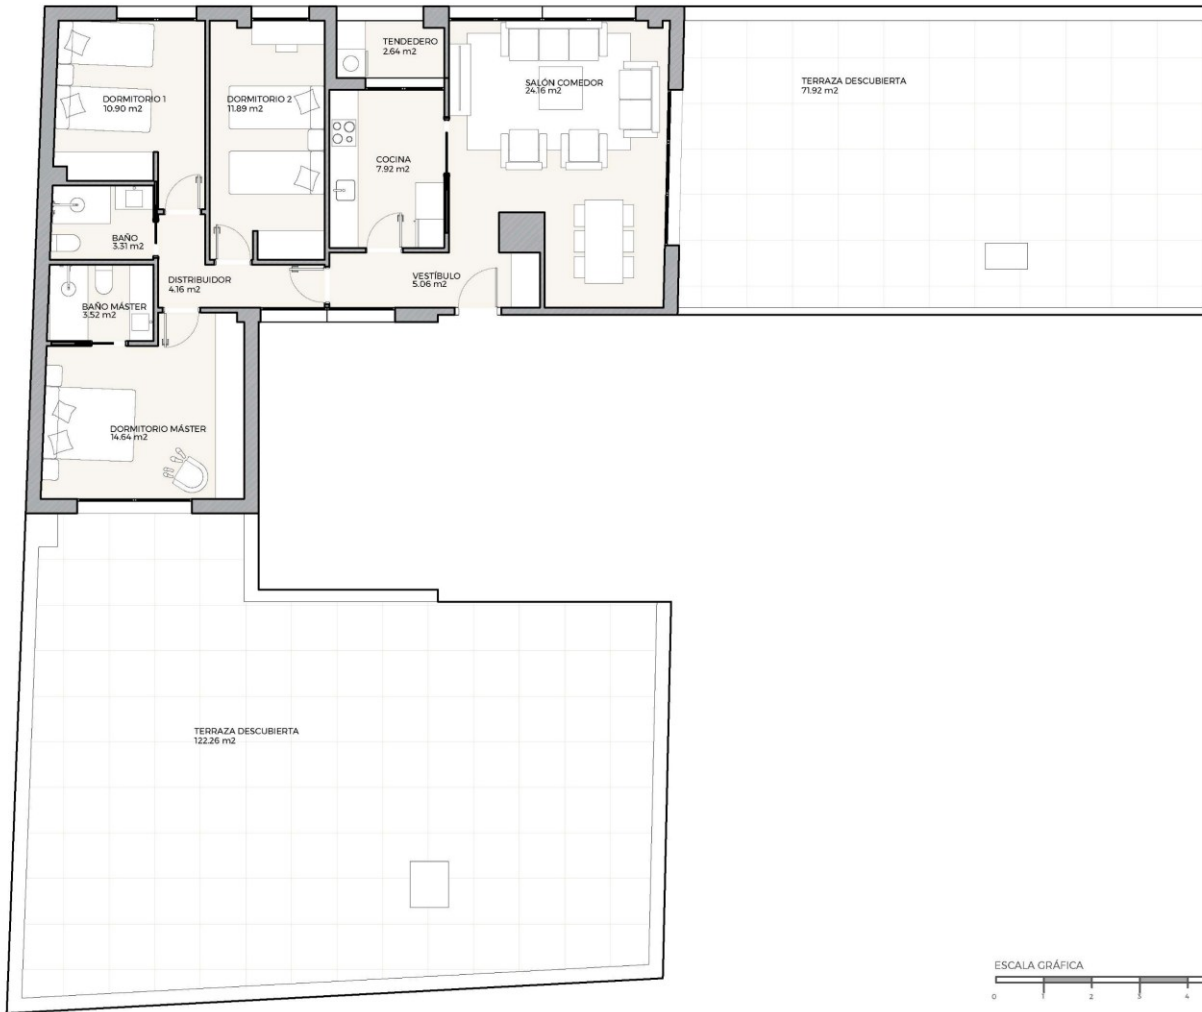 TENDEDERO
2.64 m2
DORMITORIO 1
10.90 m2
DORMITORIO 2
11.89 m2
SALÓN COMEDOR
24.16 m2
TERRAZA DESCUBIERTA
71.92 m2
COCINA
7.92 m2
BAÑO
3.31 m2
DISTRIBUIDOR
4.16 m2
VESTÍBULO
5.06 m2
BAÑO MÁSTER
3.52 m2
DORMITORIO MÁSTER
14.64 m2
TERRAZA DESCUBIERTA
122.26 m2
ESCALA GRÁFICA
0 1 2 3 4